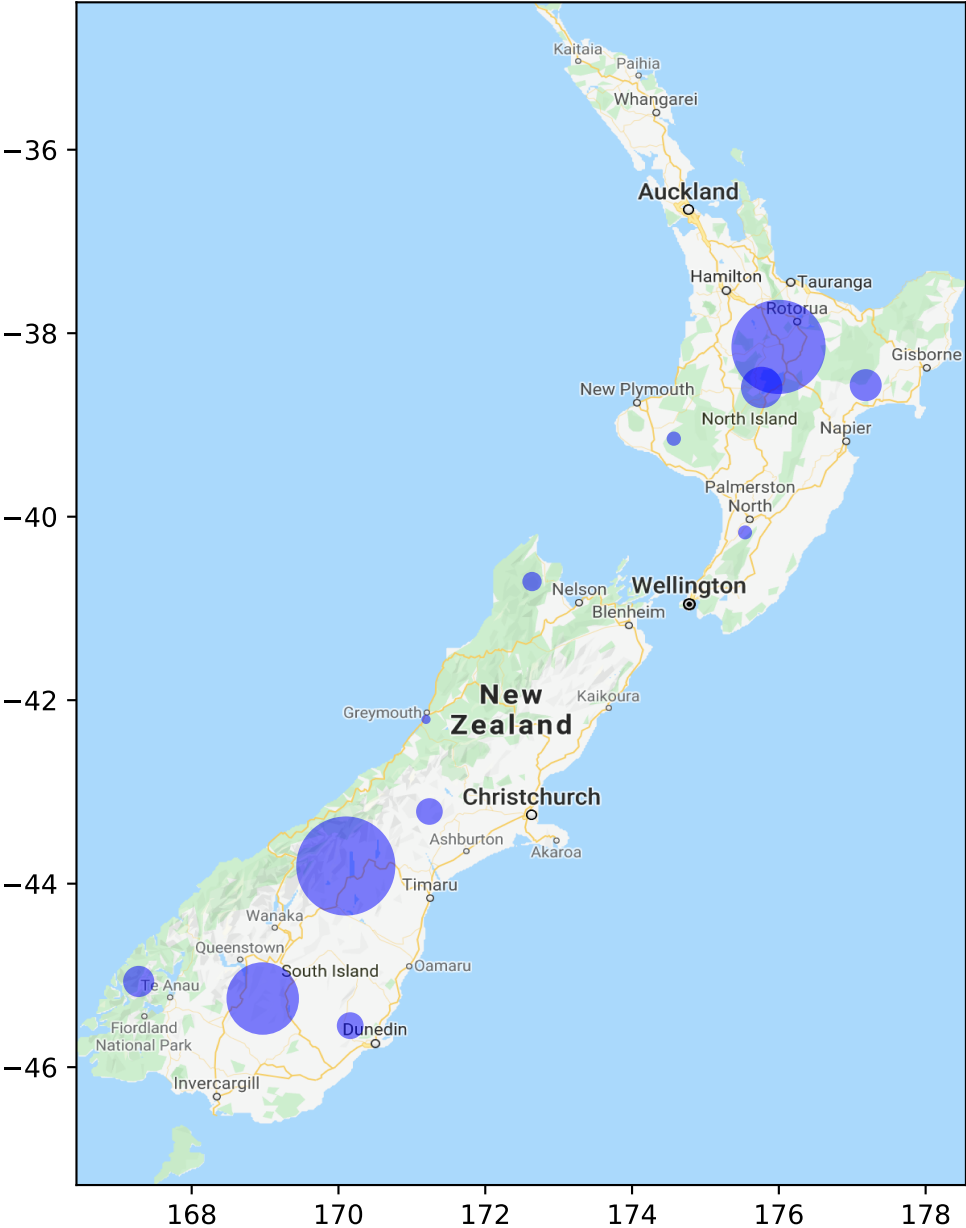 Kaitaia
Paihia
Whangarei
−36
Auckland
Hamilton
Tauranga
Rotorua
−38
Gisborne
New Plymouth
North Island
Napier
Palmerston
North
−40
Nelson
Wellington
Blenheim
−42
New
Zealand
Kaikoura
Greymouth
Christchurch
Ashburton
Akaroa
−44
Timaru
Wanaka
Queenstown
South Island
Oamaru
Te Anau
Fiordland
National Park
Dunedin
−46
Invercargill
168 170 172 174 176 178